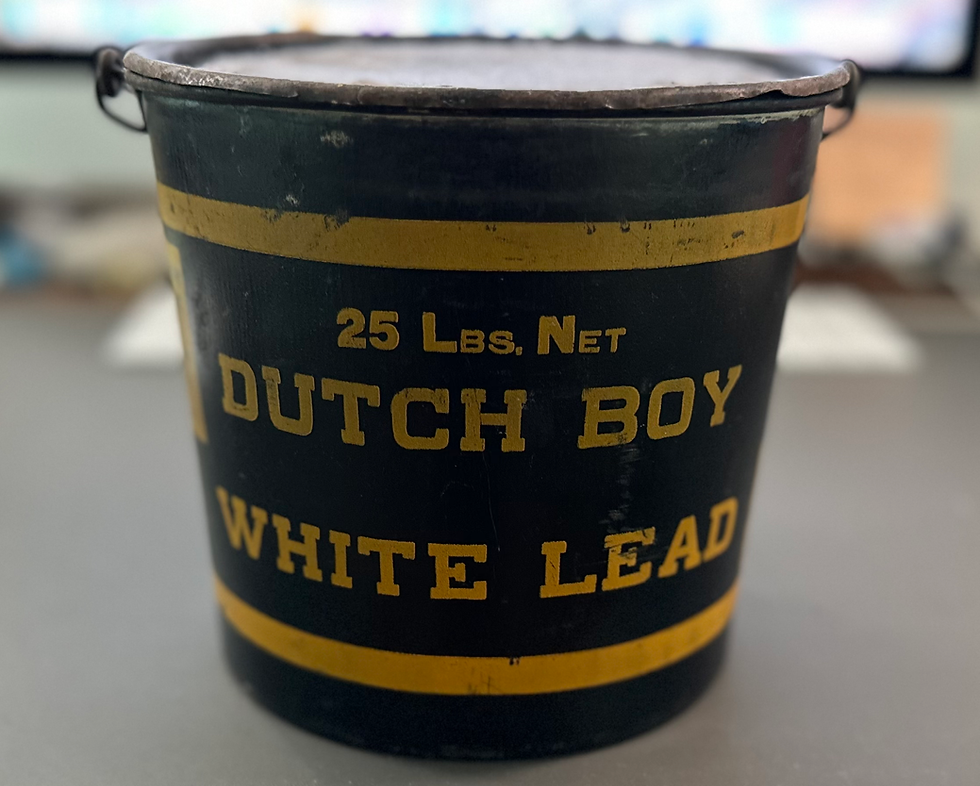 25 LBS. NET
DUTCH BOY
WHITE LEAD